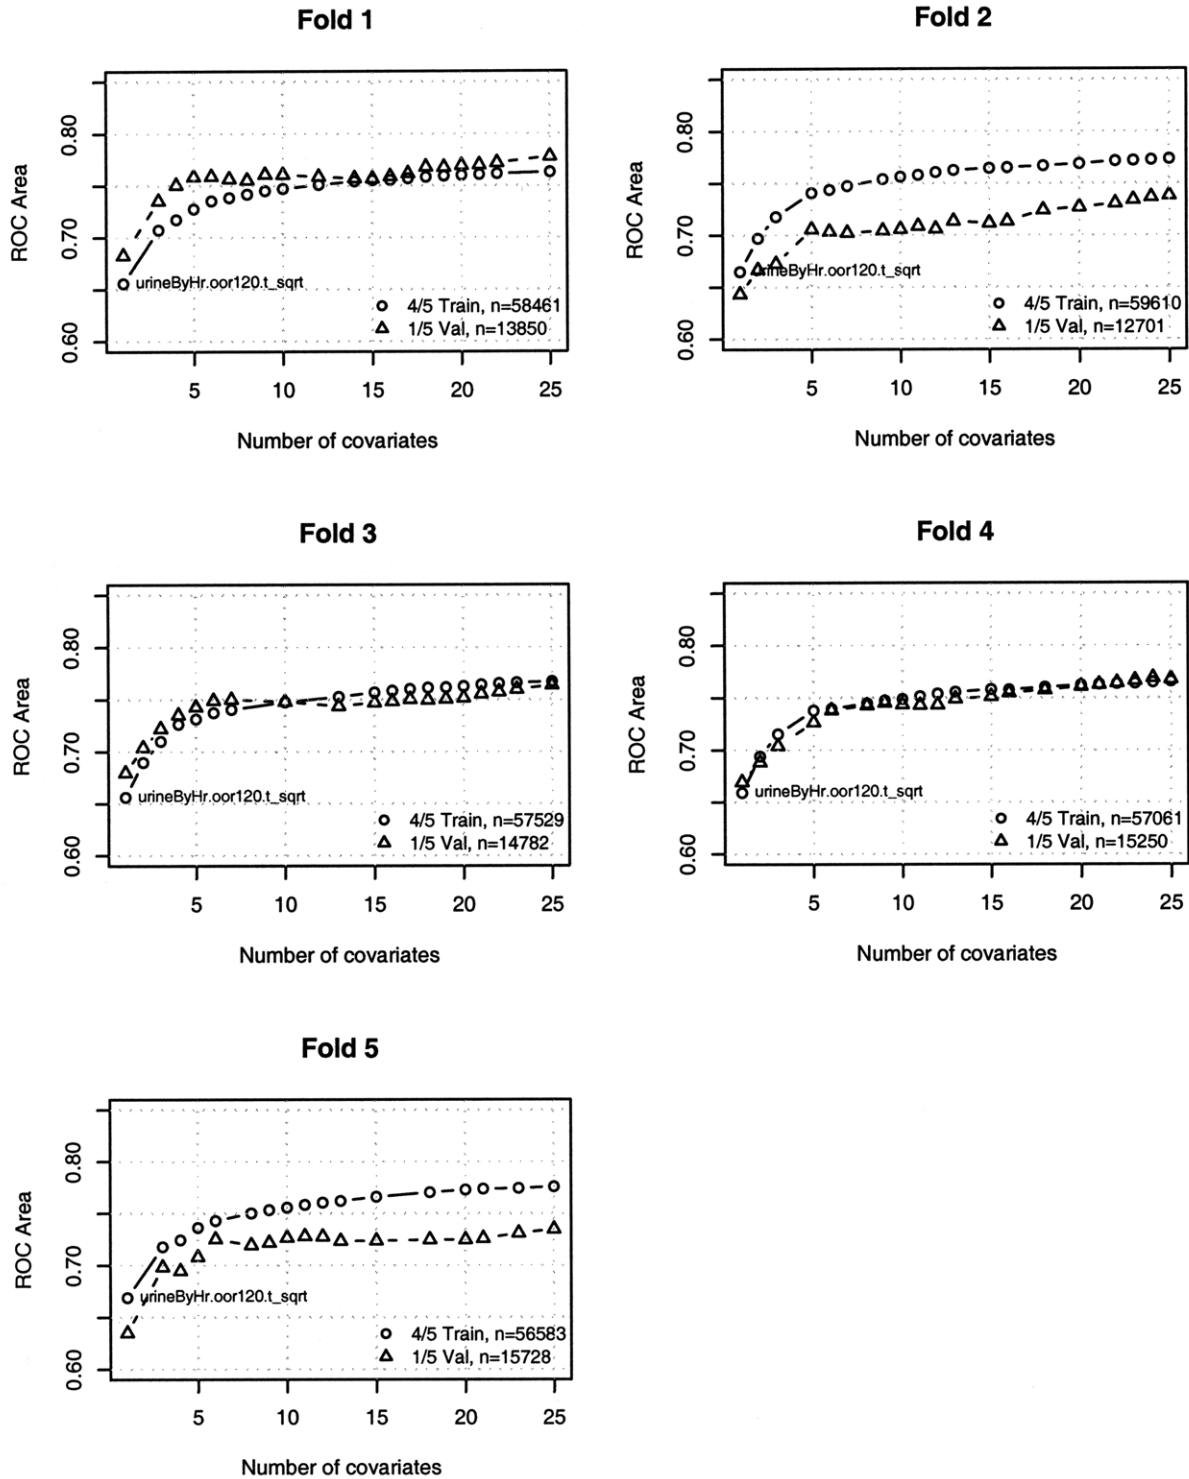 Fold 1
ROC Area
0.80
0.70
0.60
urineByHr.oor120.t_sqrt
4/5 Train, n=58461
1/5 Val, n=13850
5 10 15 20 25
Number of covariates
Fold 2
ROC Area
0.80
0.70
0.60
urineByHr.oor120.t_sqrt
4/5 Train, n=59610
1/5 Val, n=12701
5 10 15 20 25
Number of covariates
Fold 3
ROC Area
0.80
0.70
0.60
urineByHr.oor120.t_sqrt
4/5 Train, n=57529
1/5 Val, n=14782
5 10 15 20 25
Number of covariates
Fold 4
ROC Area
0.80
0.70
0.60
urineByHr.oor120.t_sqrt
4/5 Train, n=57061
1/5 Val, n=15250
5 10 15 20 25
Number of covariates
Fold 5
ROC Area
0.80
0.70
0.60
urineByHr.oor120.t_sqrt
4/5 Train, n=56583
1/5 Val, n=15728
5 10 15 20 25
Number of covariates